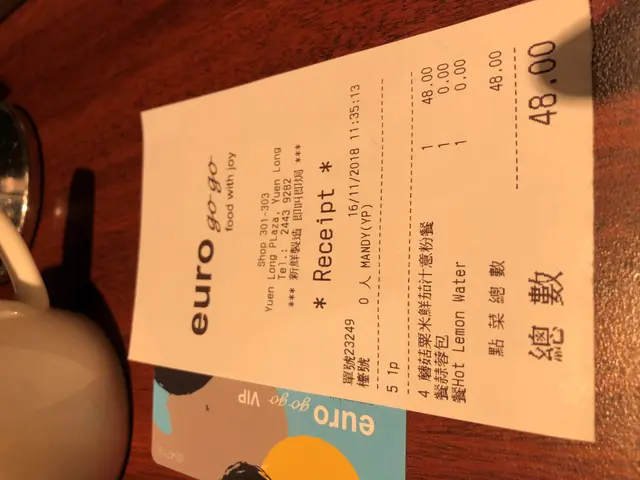 euro go go
food with joy
Shop 301-303
Yuen Long PLaza, Yuen Long
Tel.: 2443 9282
*** 新鮮製造 即叫即焗 ***
* Receipt *
單號23249 16/11/2018 11:35:13
檯號 0 人 MANDY(YP)
5 1p
4 蘑菇粟米鮮茄汁意粉餐 1 48.00
餐蒜蓉包 1 0.00
餐Hot Lemon Water 1 0.00
點菜總數 48.00
總數 48.00
euro go go VIP